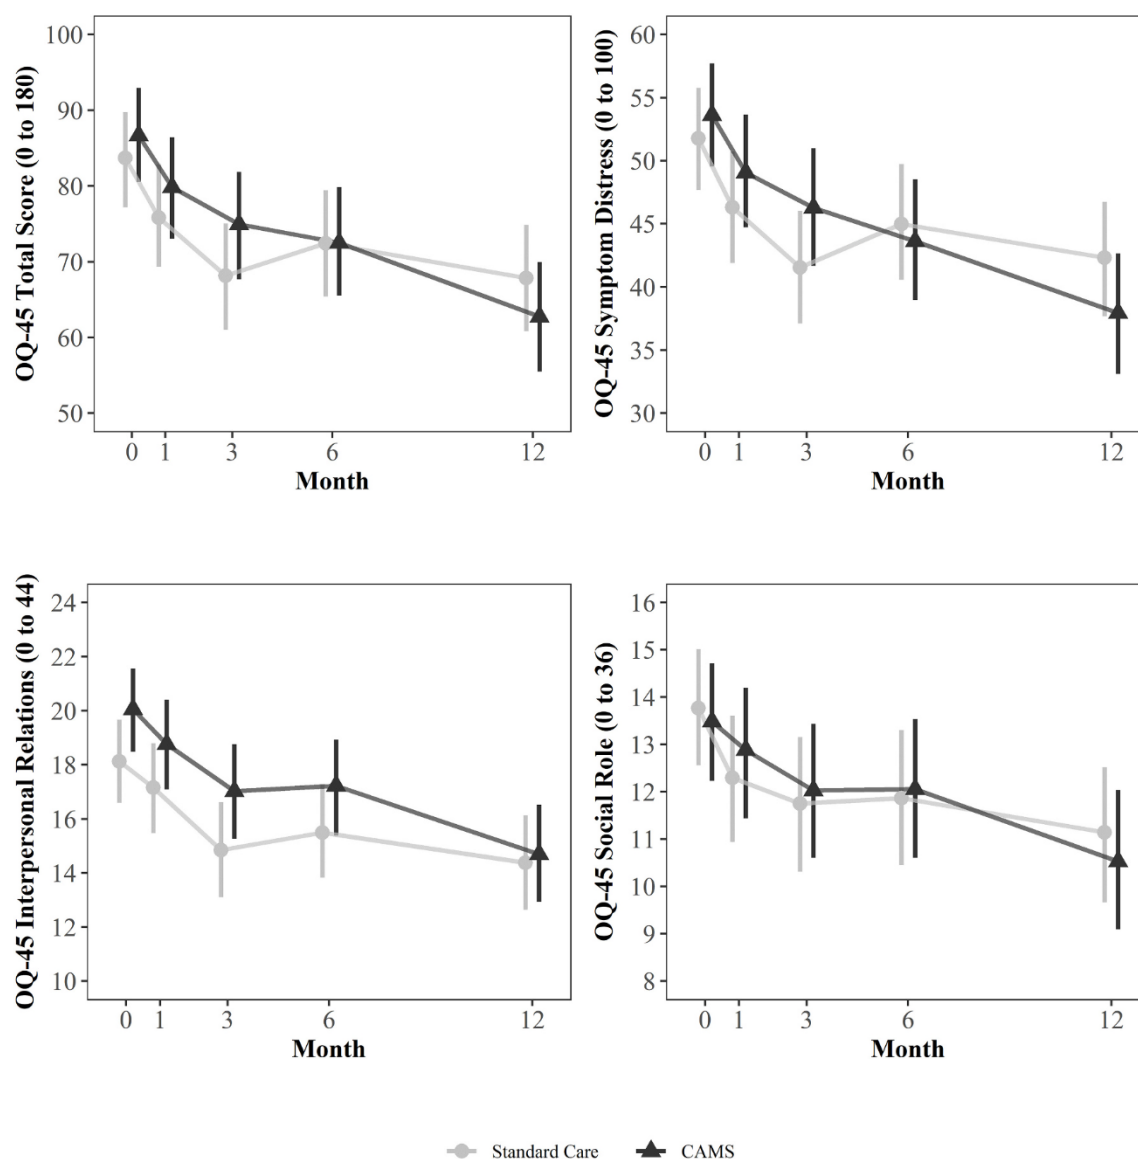 OQ-45 Total Score (0 to 180)
100
90
80
70
60
50
0 1 3 6 12
Month
OQ-45 Symptom Distress (0 to 100)
60
55
50
45
40
35
30
0 1 3 6 12
Month
OQ-45 Interpersonal Relations (0 to 44)
24
22
20
18
16
14
12
10
0 1 3 6 12
Month
OQ-45 Social Role (0 to 36)
16
15
14
13
12
11
10
9
8
0 1 3 6 12
Month
Standard Care CAMS